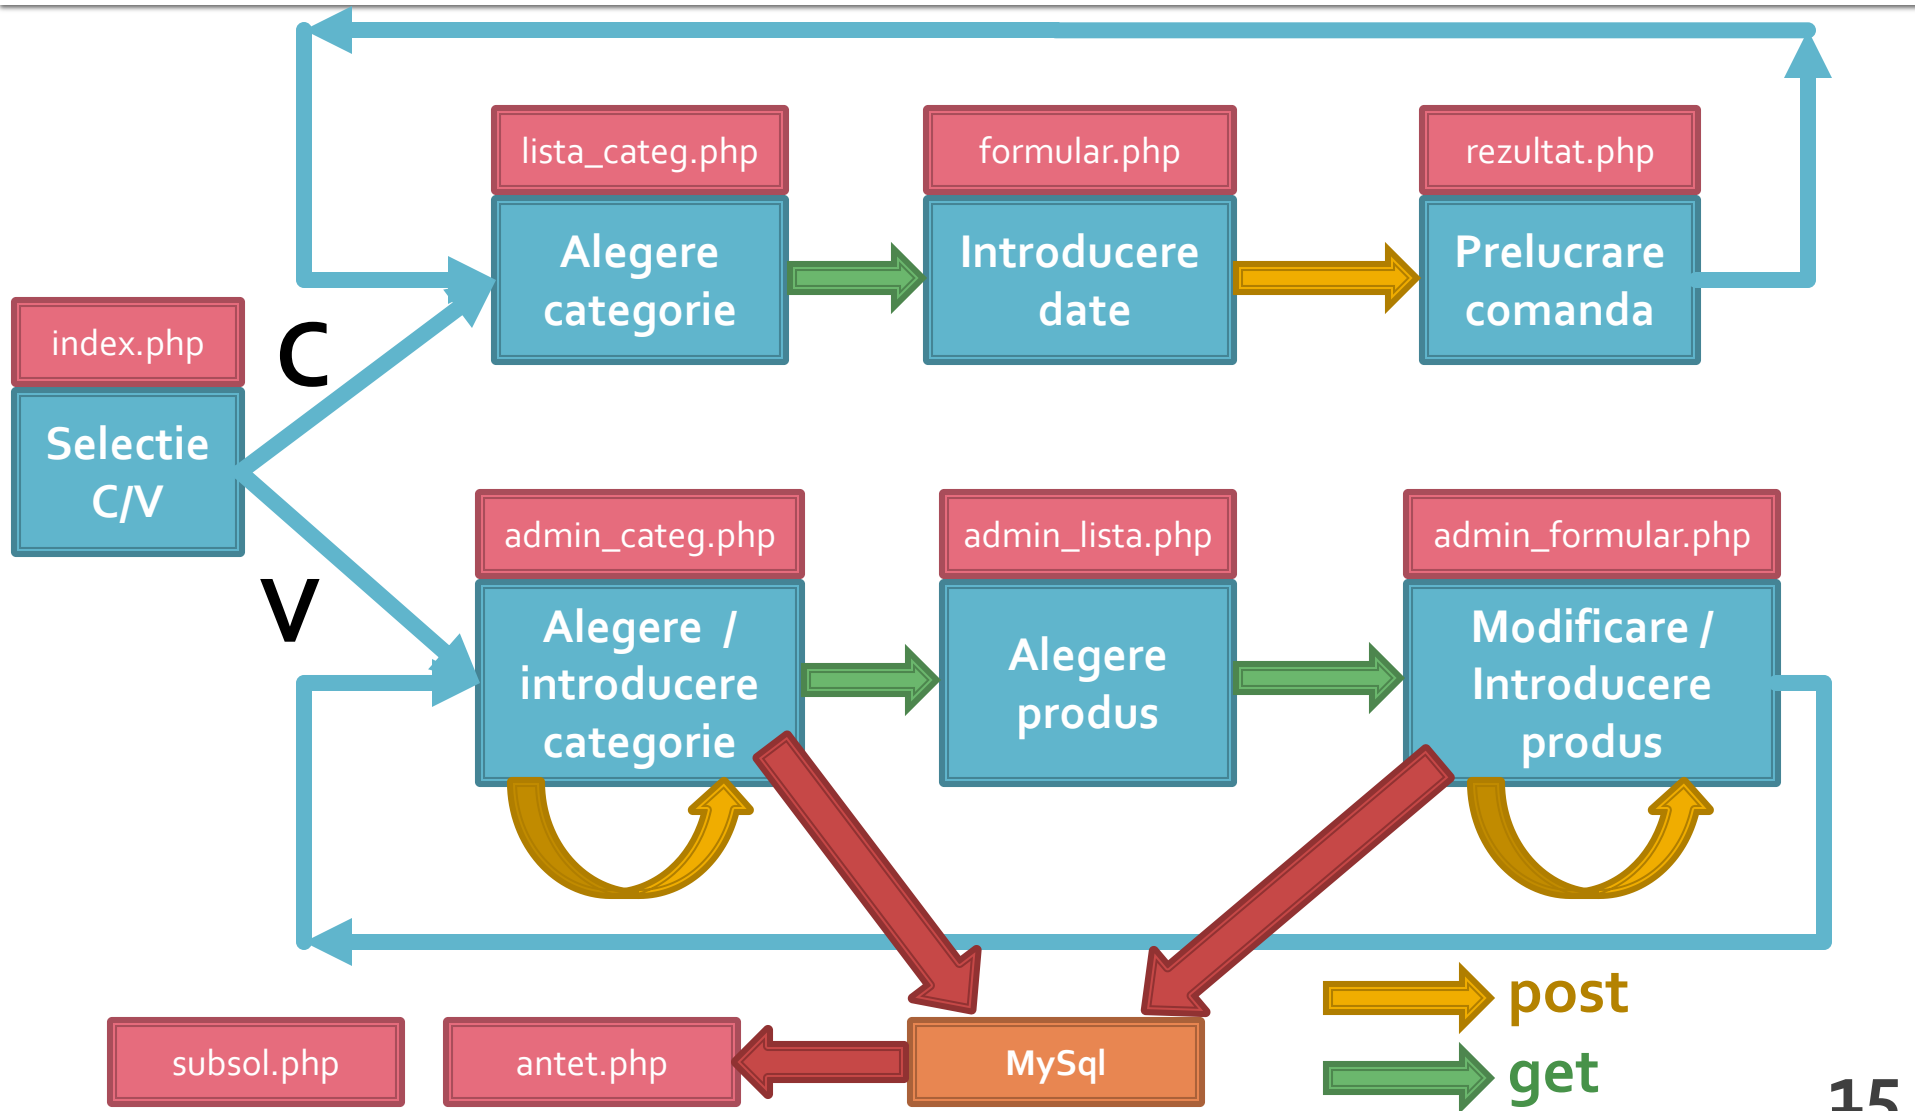 lista_categ.php
Alegere
categorie
formular.php
Introducere
date
rezultat.php
Prelucrare
comanda
index.php
Selectie
C/V
C
V
admin_categ.php
Alegere /
introducere
categorie
admin_lista.php
Alegere
produs
admin_formular.php
Modificare /
Introducere
produs
post
get
subsol.php
antet.php
MySql
15